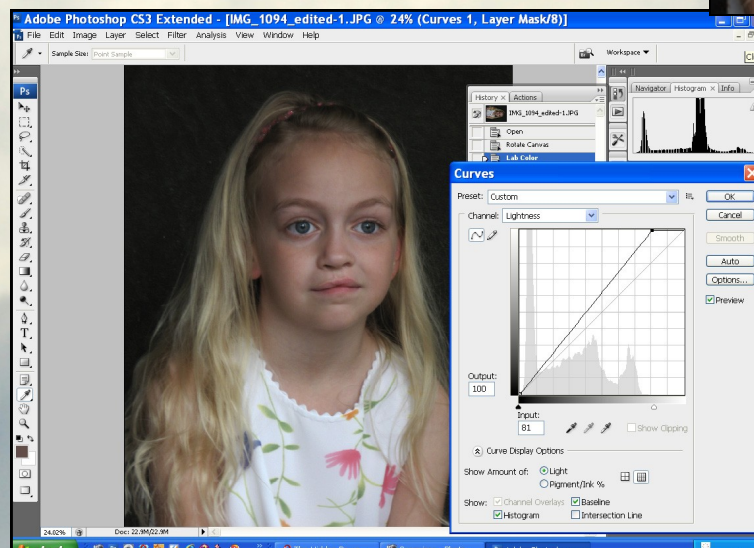 Adobe Photoshop CS3 Extended - [IMG_1094_edited-1.JPG @ 24% (Curves 1, Layer Mask/8)]
File Edit Image Layer Select Filter Analysis View Window Help
Sample Size: Point Sample
Workspace
Ps
History x Actions
Navigator Histogram x Info
IMG_1094_edited-1.JPG
Open
Rotate Canvas
Lab Color
Curves
Preset: Custom
OK
Channel: Lightness
Cancel
Smooth
Auto
Options...
Preview
Output:
100
Input:
81
Show Clipping
Curve Display Options
Show Amount of: Light
Pigment/Ink %
Show: Channel Overlays Baseline
Histogram Intersection Line
24.02% Doc: 22.9M/22.9M